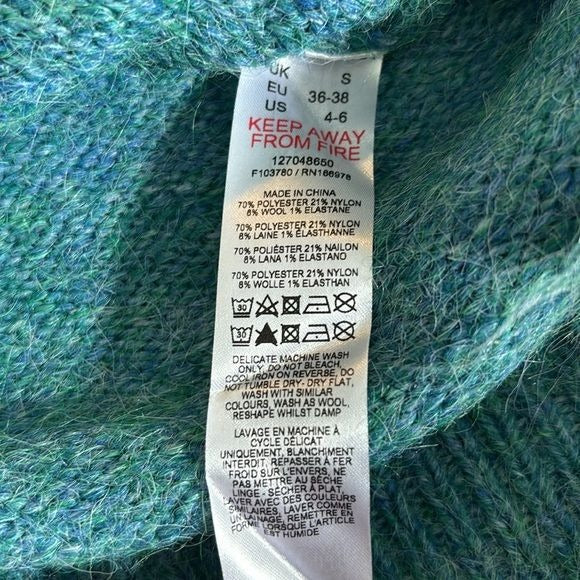 UK S
EU 36-38
US 4-6
KEEP AWAY
FROM FIRE
127048650
F103780 / RN166978
MADE IN CHINA
70% POLYESTER 21% NYLON
8% WOOL 1% ELASTANE
70% POLYESTER 21% NYLON
8% LAINE 1% ÉLASTHANNE
70% POLIÉSTER 21% NAILON
8% LANA 1% ELASTANO
70% POLYESTER 21% NYLON
8% WOLLE 1% ELASTHAN
30
30
DELICATE MACHINE WASH
ONLY, DO NOT BLEACH,
COOL IRON ON REVERSE, DO
NOT TUMBLE DRY- DRY FLAT,
WASH WITH SIMILAR
COLOURS, WASH AS WOOL,
RESHAPE WHILST DAMP
LAVAGE EN MACHINE À
CYCLE DÉLICAT
UNIQUEMENT, BLANCHIMENT
INTERDIT, REPASSER À FER
FROID SUR L'ENVERS, NE
PAS METTRE AU SÈCHE
LINGE - SÉCHER À PLAT,
LAVER AVEC DES COULEURS
SIMILAIRES, LAVER COMME
UN LAINAGE, REMETTRE EN
FORME LORSQUE L'ARTICLE
EST HUMIDE